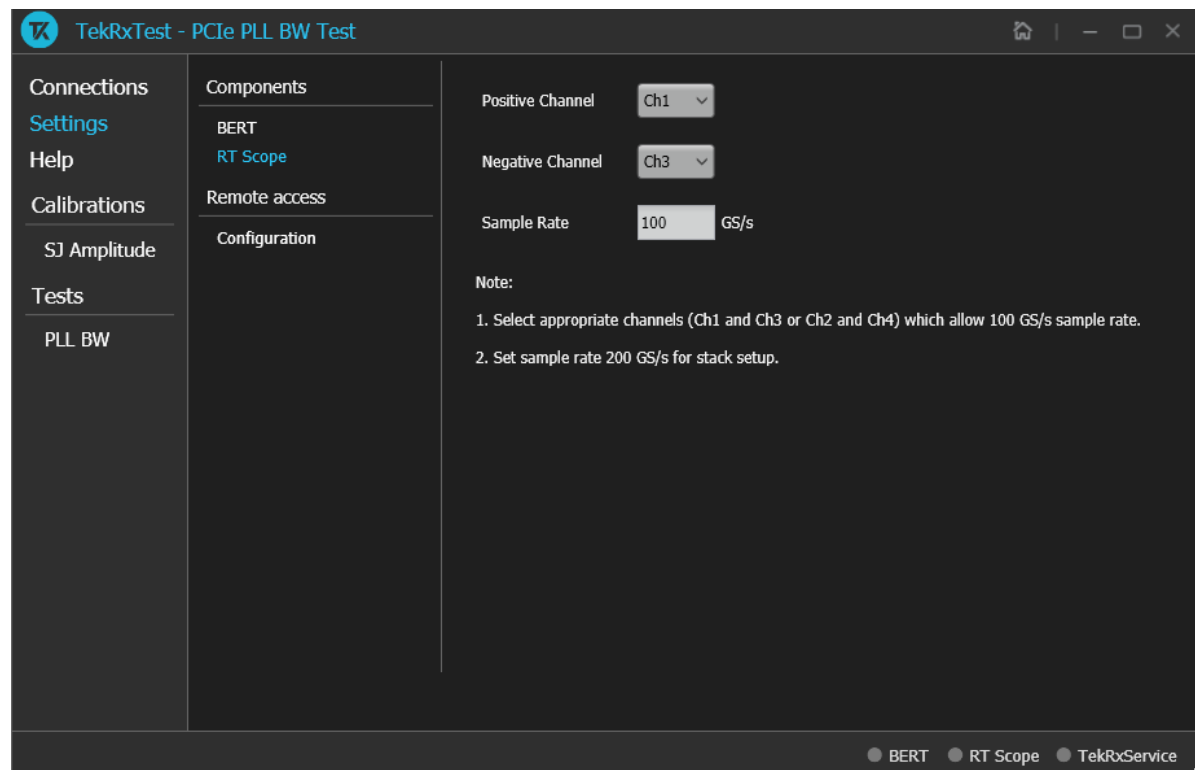 TekRxTest - PCIe PLL BW Test
Connections
Settings
Help
Calibrations
SJ Amplitude
Tests
PLL BW
Components
BERT
RT Scope
Remote access
Configuration
Positive Channel Ch1
Negative Channel Ch3
Sample Rate 100 GS/s
Note:
1. Select appropriate channels (Ch1 and Ch3 or Ch2 and Ch4) which allow 100 GS/s sample rate.
2. Set sample rate 200 GS/s for stack setup.
BERT RT Scope TekRxService